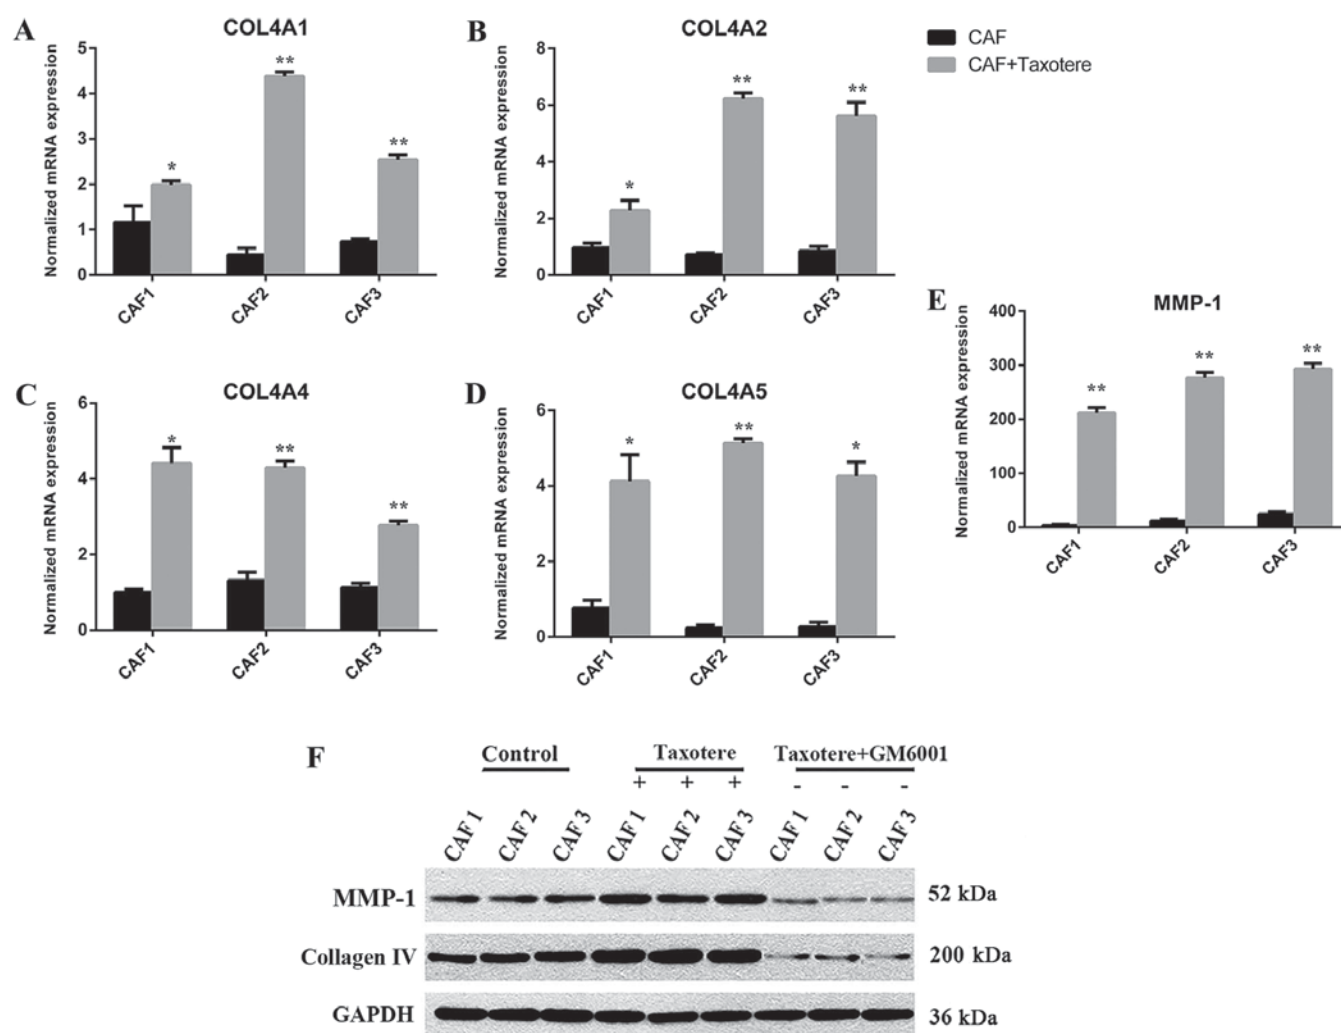 A
COL4A1
Normalized mRNA expression
5
4
3
2
1
0
*
**
**
CAF1
CAF2
CAF3
B
COL4A2
Normalized mRNA expression
8
6
4
2
0
*
**
**
CAF1
CAF2
CAF3
CAF
CAF+Taxotere
C
COL4A4
Normalized mRNA expression
6
4
2
0
*
**
**
CAF1
CAF2
CAF3
D
COL4A5
Normalized mRNA expression
6
4
2
0
*
**
*
CAF1
CAF2
CAF3
E
MMP-1
Normalized mRNA expression
400
300
200
100
0
**
**
**
CAF1
CAF2
CAF3
F
Control Taxotere Taxotere+GM6001
+ + + - - -
CAF 1 CAF 2 CAF 3 CAF 1 CAF 2 CAF 3 CAF 1 CAF 2 CAF 3
MMP-1 52 kDa
Collagen IV 200 kDa
GAPDH 36 kDa